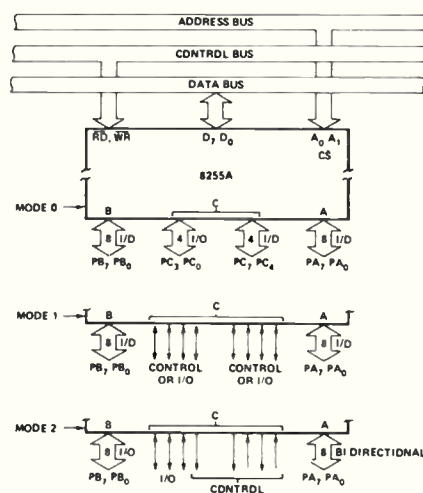 ADDRESS BUS
CONTROL BUS
DATA BUS
RD, WR D7 D0 A0 A1
CS
8255A
MODE 0 B C A
8 I/O 4 I/O 4 I/O 8 I/O
PB7 PB0 PC3 PC0 PC7 PC4 PA7 PA0
C
MODE 1 B A
8 I/O 8 I/O
PB7 PB0 CONTROL OR I/O CONTROL OR I/O PA7 PA0
C
MODE 2 B A
8 I/O 8 BI DIRECTIONAL
PB7 PB0 I/O CONTROL PA7 PA0